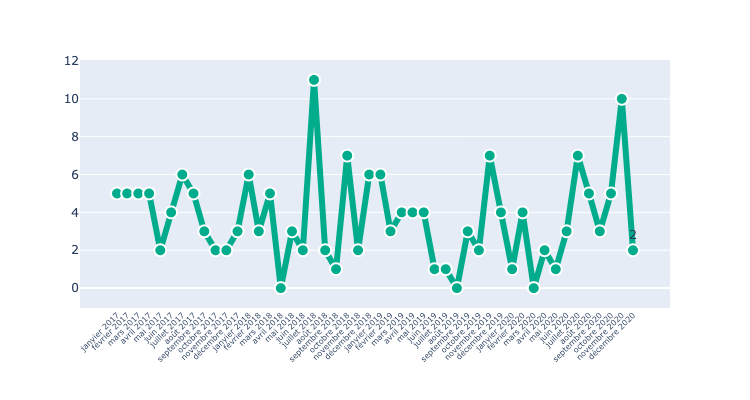 12
10
8
6
4
2
0
2
janvier 2017
février 2017
mars 2017
avril 2017
mai 2017
juin 2017
juillet 2017
août 2017
septembre 2017
octobre 2017
novembre 2017
décembre 2017
janvier 2018
février 2018
mars 2018
avril 2018
mai 2018
juin 2018
juillet 2018
août 2018
septembre 2018
octobre 2018
novembre 2018
décembre 2018
janvier 2019
février 2019
mars 2019
avril 2019
mai 2019
juin 2019
juillet 2019
août 2019
septembre 2019
octobre 2019
novembre 2019
décembre 2019
janvier 2020
février 2020
mars 2020
avril 2020
mai 2020
juin 2020
juillet 2020
août 2020
septembre 2020
octobre 2020
novembre 2020
décembre 2020